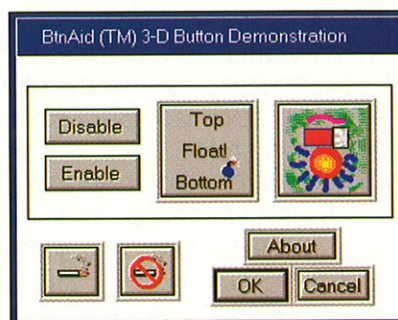 BtnAid (TM) 3-D Button Demonstration
Disable
Enable
Top
Float!
Bottom
About
OK
Cancel